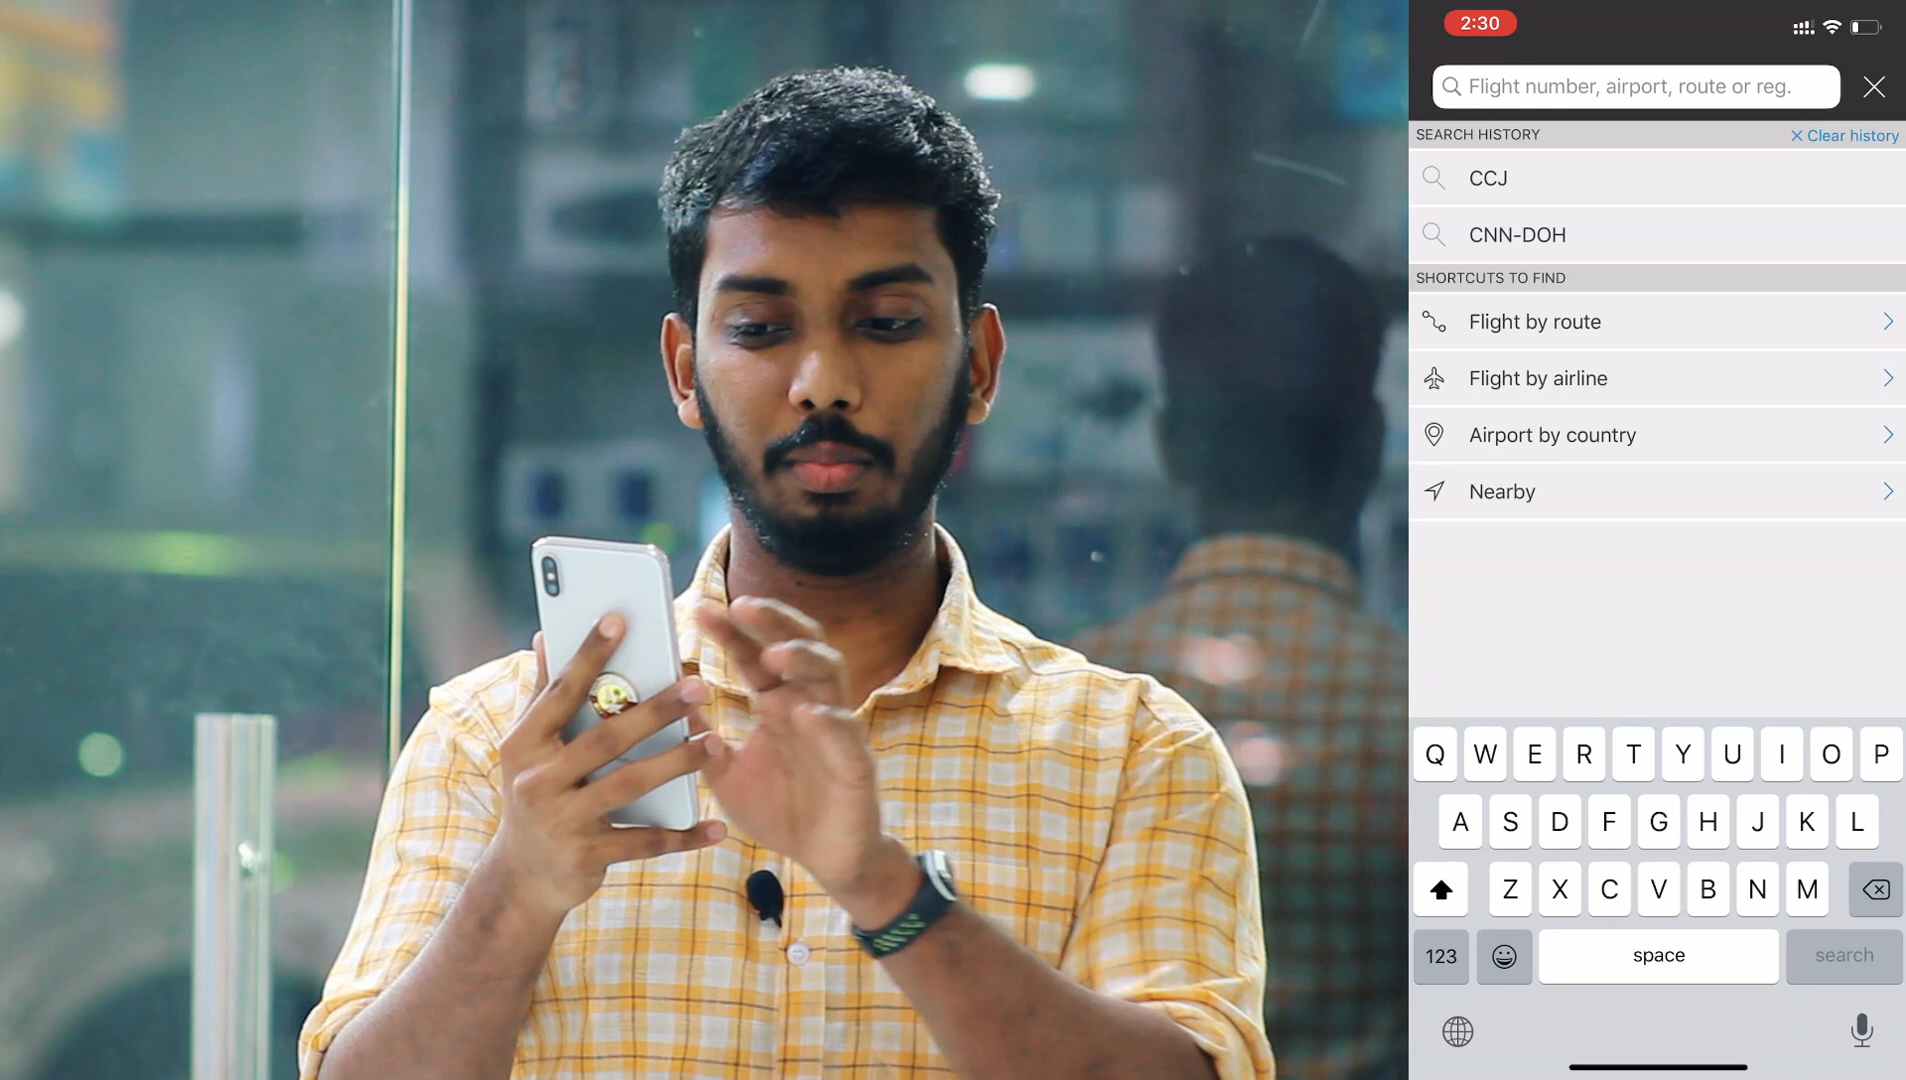 2:30
Flight number, airport, route or reg.
SEARCH HISTORY
Clear history
CCJ
CNN-DOH
SHORTCUTS TO FIND
Flight by route
Flight by airline
Airport by country
Nearby
Q W E R T Y U I O P
A S D F G H J K L
Z X C V B N M
123 space search